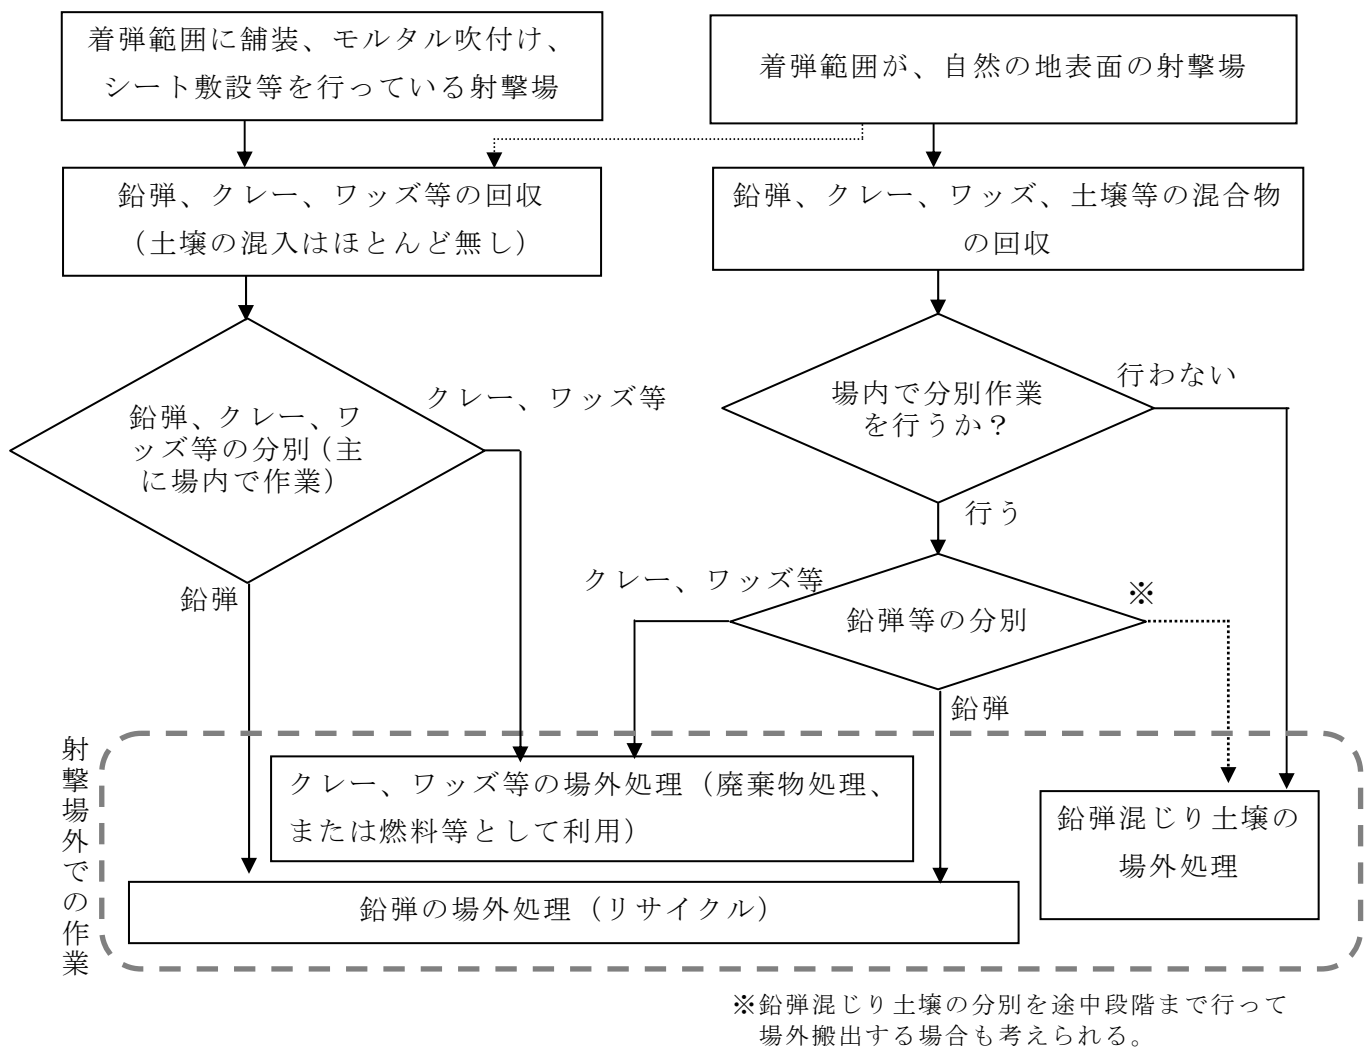 着弾範囲に舗装、モルタル吹付け、
シート敷設等を行っている射撃場
着弾範囲が、自然の地表面の射撃場
鉛弾、クレー、ワッズ等の回収
（土壌の混入はほとんど無し）
鉛弾、クレー、ワッズ、土壌等の混合物
の回収
鉛弾、クレー、ワ
ッズ等の分別（主
に場内で作業）
クレー、ワッズ等
鉛弾
場内で分別作業
を行うか？
行わない
行う
クレー、ワッズ等
鉛弾等の分別
※
鉛弾
射撃場外での作業
クレー、ワッズ等の場外処理（廃棄物処理、
または燃料等として利用）
鉛弾混じり土壌の
場外処理
鉛弾の場外処理（リサイクル）
※鉛弾混じり土壌の分別を途中段階まで行って
場外搬出する場合も考えられる。